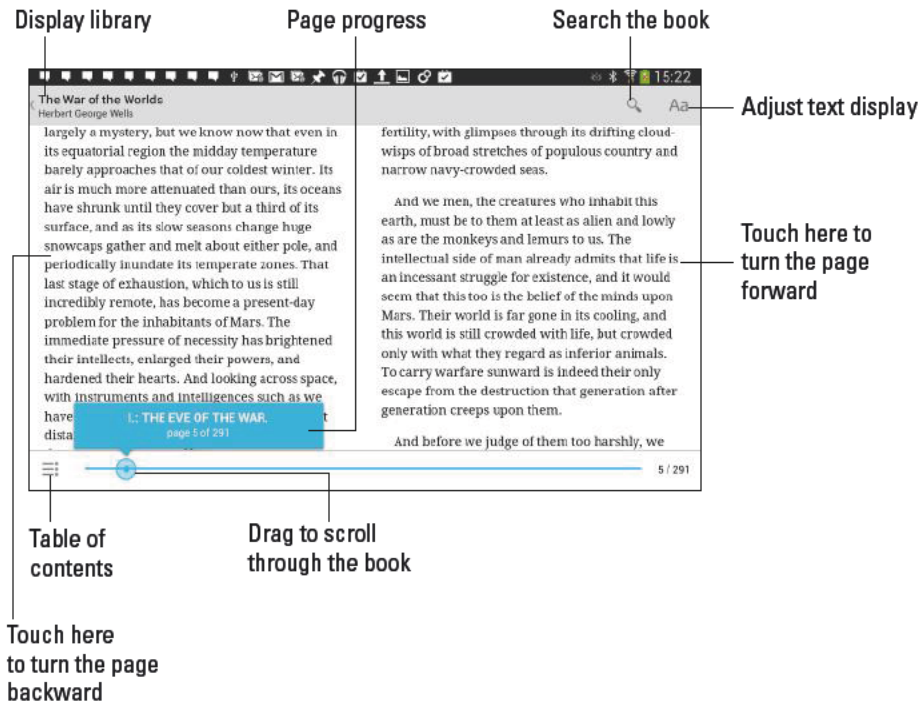 Display library
Page progress
Search the book
15:22
The War of the Worlds
Herbert George Wells
Aa
Adjust text display
largely a mystery, but we know now that even in
its equatorial region the midday temperature
barely approaches that of our coldest winter. Its
air is much more attenuated than ours, its oceans
have shrunk until they cover but a third of its
surface, and as its slow seasons change huge
snowcaps gather and melt about either pole, and
periodically inundate its temperate zones. That
last stage of exhaustion, which to us is still
incredibly remote, has become a present-day
problem for the inhabitants of Mars. The
immediate pressure of necessity has brightened
their intellects, enlarged their powers, and
hardened their hearts. And looking across space,
with instruments and intelligences such as we
have
t
dista
I.: THE EVE OF THE WAR.
page 5 of 291
fertility, with glimpses through its drifting cloud-
wisps of broad stretches of populous country and
narrow navy-crowded seas.
And we men, the creatures who inhabit this
earth, must be to them at least as alien and lowly
as are the monkeys and lemurs to us. The
intellectual side of man already admits that life is
an incessant struggle for existence, and it would
seem that this too is the belief of the minds upon
Mars. Their world is far gone in its cooling, and
this world is still crowded with life, but crowded
only with what they regard as inferior animals.
To carry warfare sunward is indeed their only
escape from the destruction that generation after
generation creeps upon them.
And before we judge of them too harshly, we
Touch here to
turn the page
forward
5 / 291
Table of
contents
Drag to scroll
through the book
Touch here
to turn the page
backward